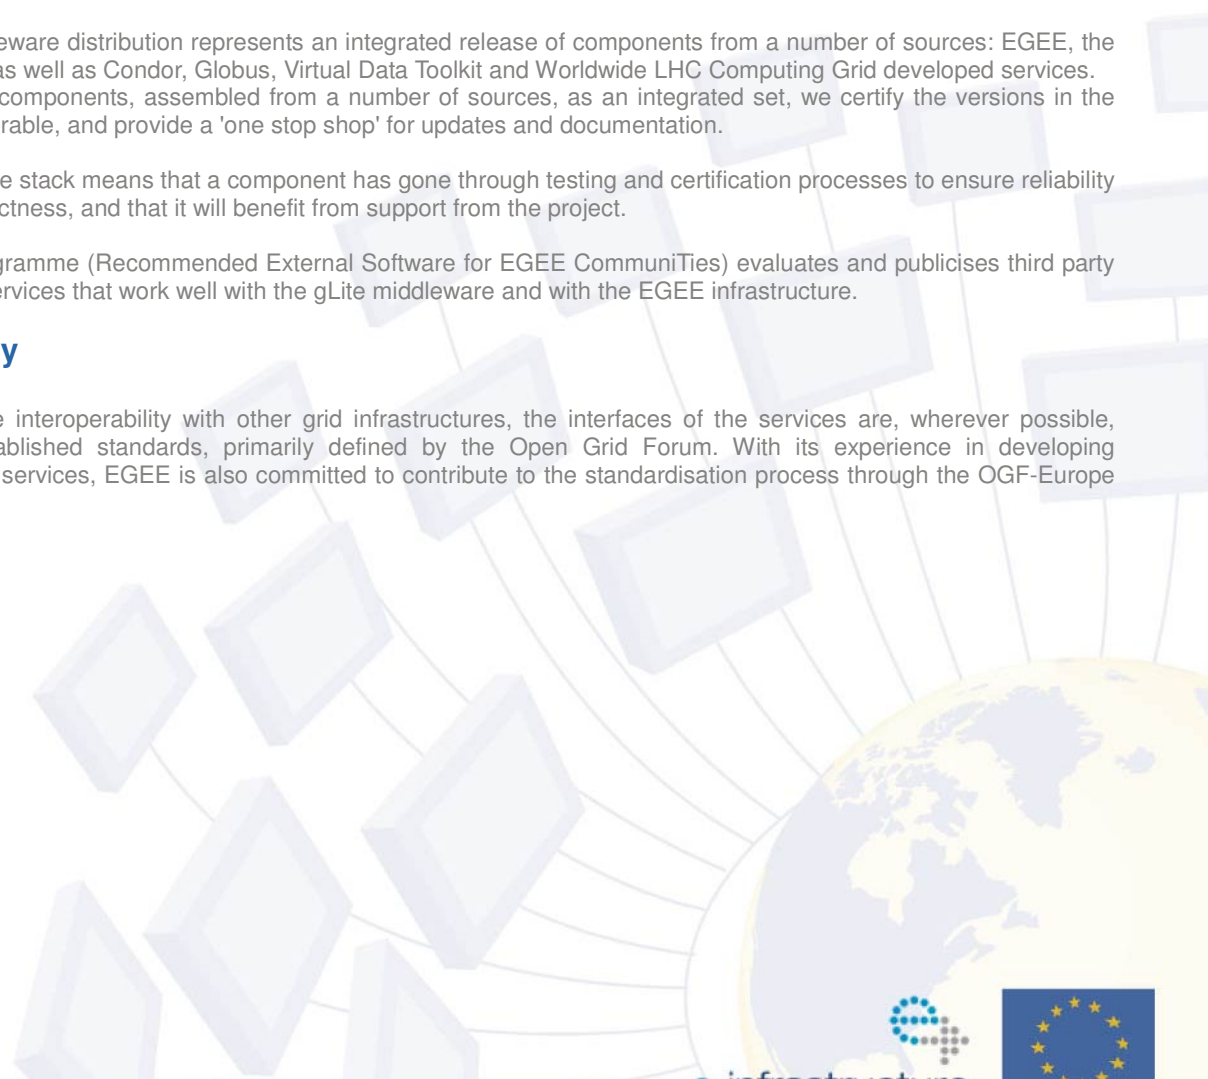 eware distribution represents an integrated release of components from a number of sources: EGEE, the
as well as Condor, Globus, Virtual Data Toolkit and Worldwide LHC Computing Grid developed services.
components, assembled from a number of sources, as an integrated set, we certify the versions in the
rable, and provide a 'one stop shop' for updates and documentation.
e stack means that a component has gone through testing and certification processes to ensure reliability
ctness, and that it will benefit from support from the project.
gramme (Recommended External Software for EGEE CommuniTies) evaluates and publicises third party
ervices that work well with the gLite middleware and with the EGEE infrastructure.
y
e interoperability with other grid infrastructures, the interfaces of the services are, wherever possible,
ablished standards, primarily defined by the Open Grid Forum. With its experience in developing
services, EGEE is also committed to contribute to the standardisation process through the OGF-Europe
e-infrastructure